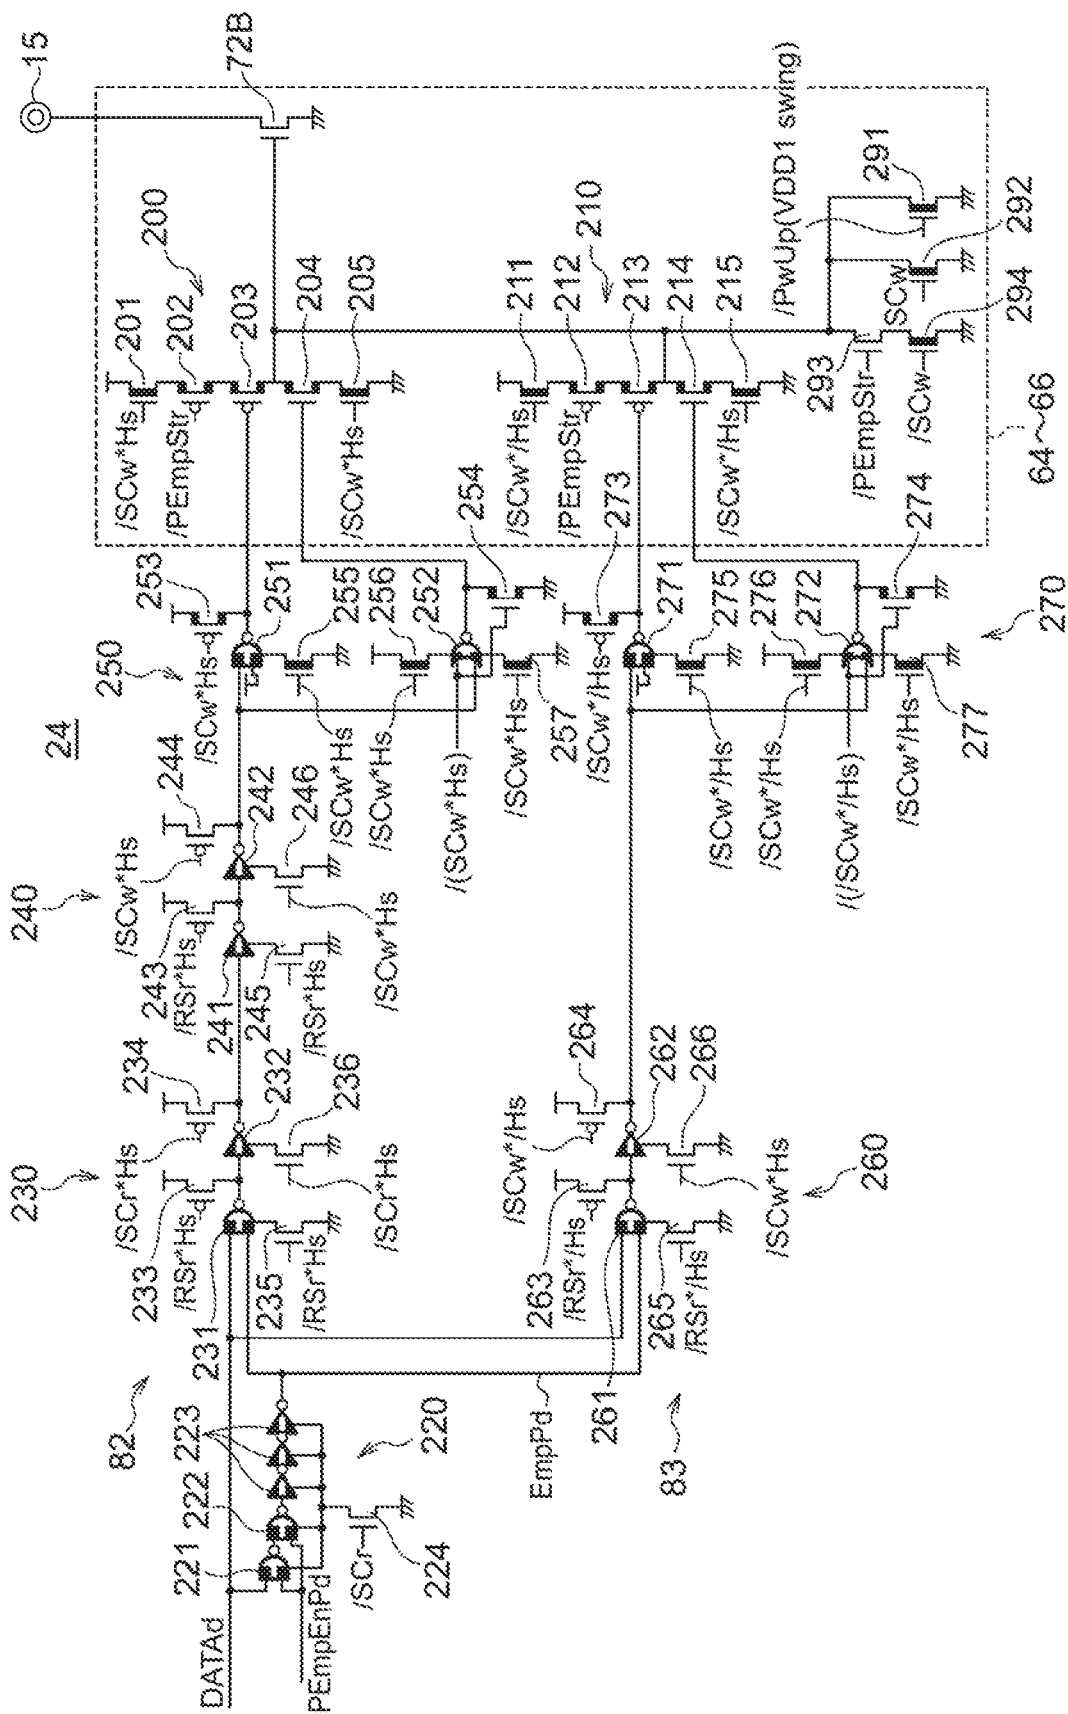 24
15
72B
200
/SCw*Hs
201
/PEmpStr
202
203
204
/SCw*Hs
205
210
/SCw*/Hs
211
/PEmpStr
212
213
214
/SCw*/Hs
215
/PwUp(VDD1 swing)
291
SCw
292
293
/PEmpStr
294
/SCw
64~66
250
/SCw*Hs
253
251
255
/SCw*Hs
256
/SCw*Hs
252
254
/(SCw*Hs)
/SCw*Hs
257
273
/SCw*/Hs
271
275
/SCw*/Hs
276
/SCw*/Hs
272
274
/(/SCw*/Hs)
/SCw*/Hs
277
270
240
/SCw*Hs
244
242
246
/SCw*Hs
243
/RSr*Hs
241
245
/RSr*Hs
230
/SCr*Hs
234
232
236
/SCr*Hs
233
/RSr*Hs
231
235
/RSr*Hs
/SCw*/Hs
264
262
266
/SCw*Hs
260
263
/RSr*/Hs
261
265
/RSr*/Hs
82
83
EmpPd
220
221
222
223
224
/SCr
DATAd
PEmpEnPd